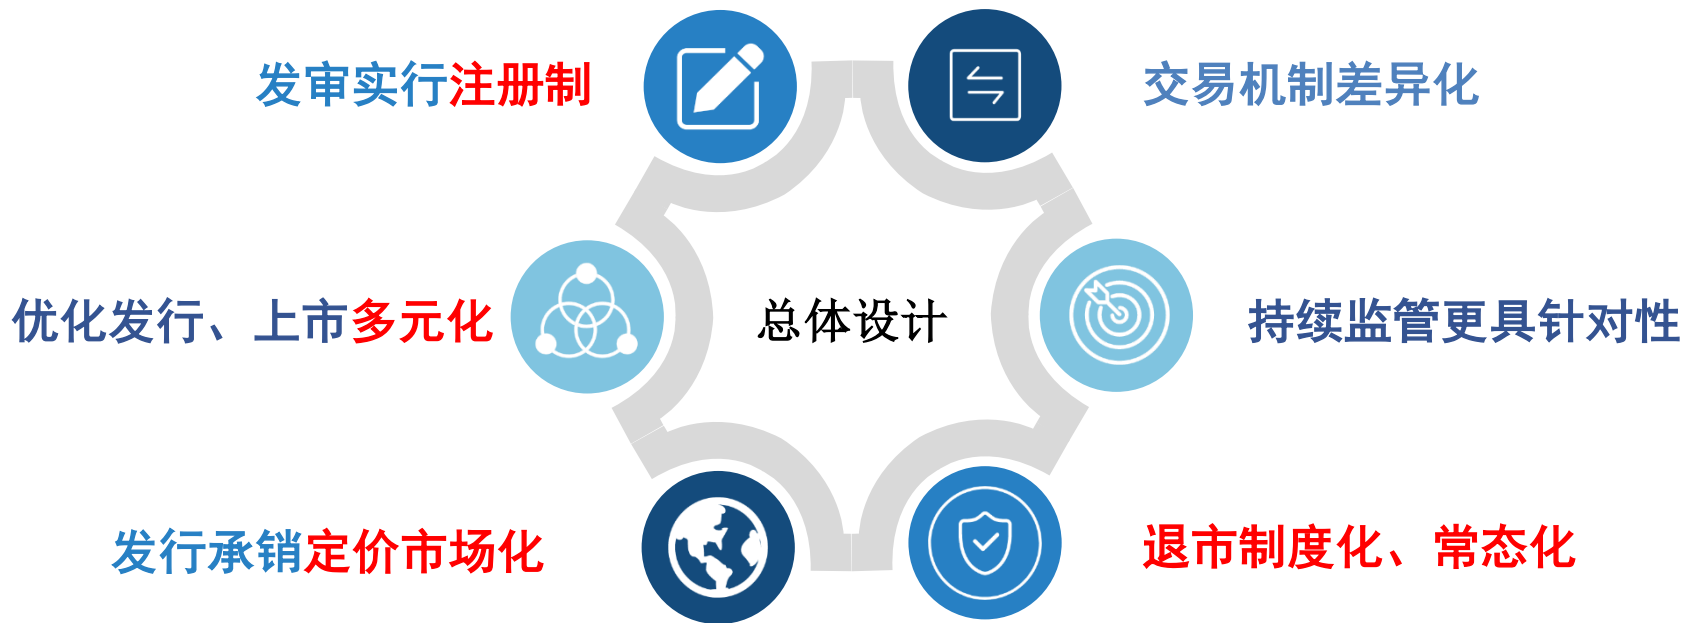 发审实行注册制
交易机制差异化
优化发行、上市多元化
总体设计
持续监管更具针对性
发行承销定价市场化
退市制度化、常态化